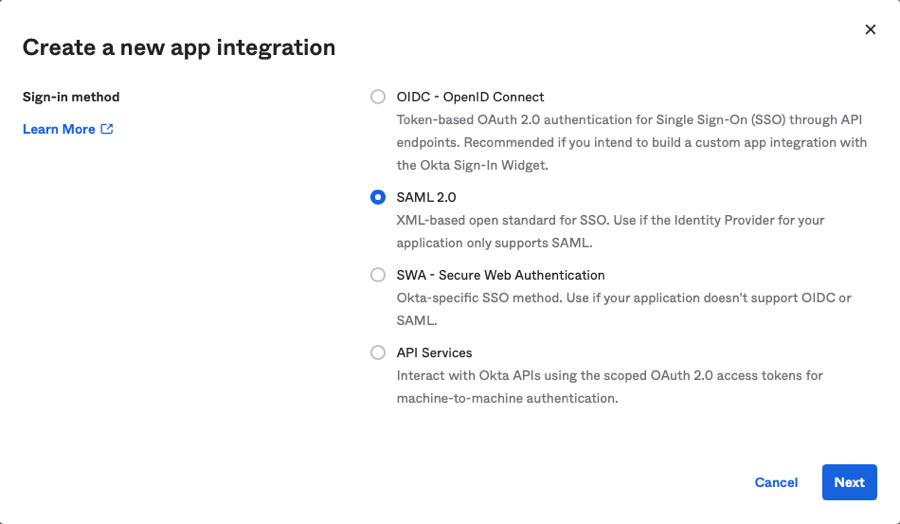 Create a new app integration
Sign-in method
Learn More
OIDC - OpenID Connect
Token-based OAuth 2.0 authentication for Single Sign-On (SSO) through API
endpoints. Recommended if you intend to build a custom app integration with
the Okta Sign-In Widget.
SAML 2.0
XML-based open standard for SSO. Use if the Identity Provider for your
application only supports SAML.
SWA - Secure Web Authentication
Okta-specific SSO method. Use if your application doesn't support OIDC or
SAML.
API Services
Interact with Okta APIs using the scoped OAuth 2.0 access tokens for
machine-to-machine authentication.
Cancel
Next